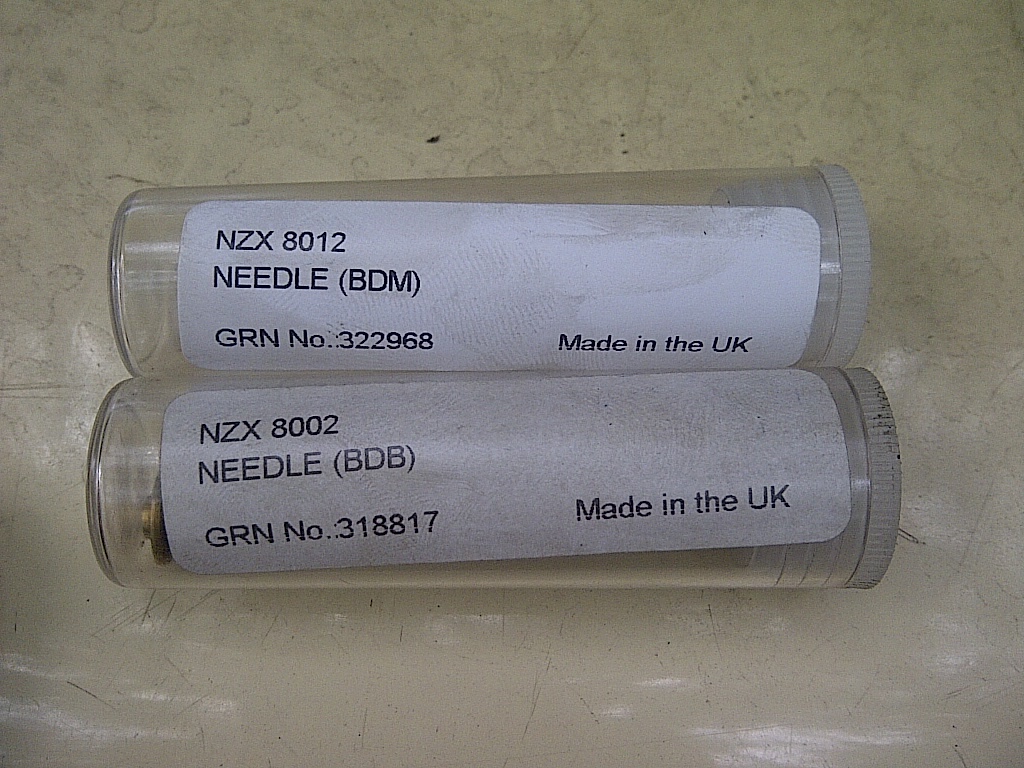 NZX 8012
NEEDLE (BDM)
GRN No.:322968 Made in the UK
NZX 8002
NEEDLE (BDB)
GRN No.:318817 Made in the UK